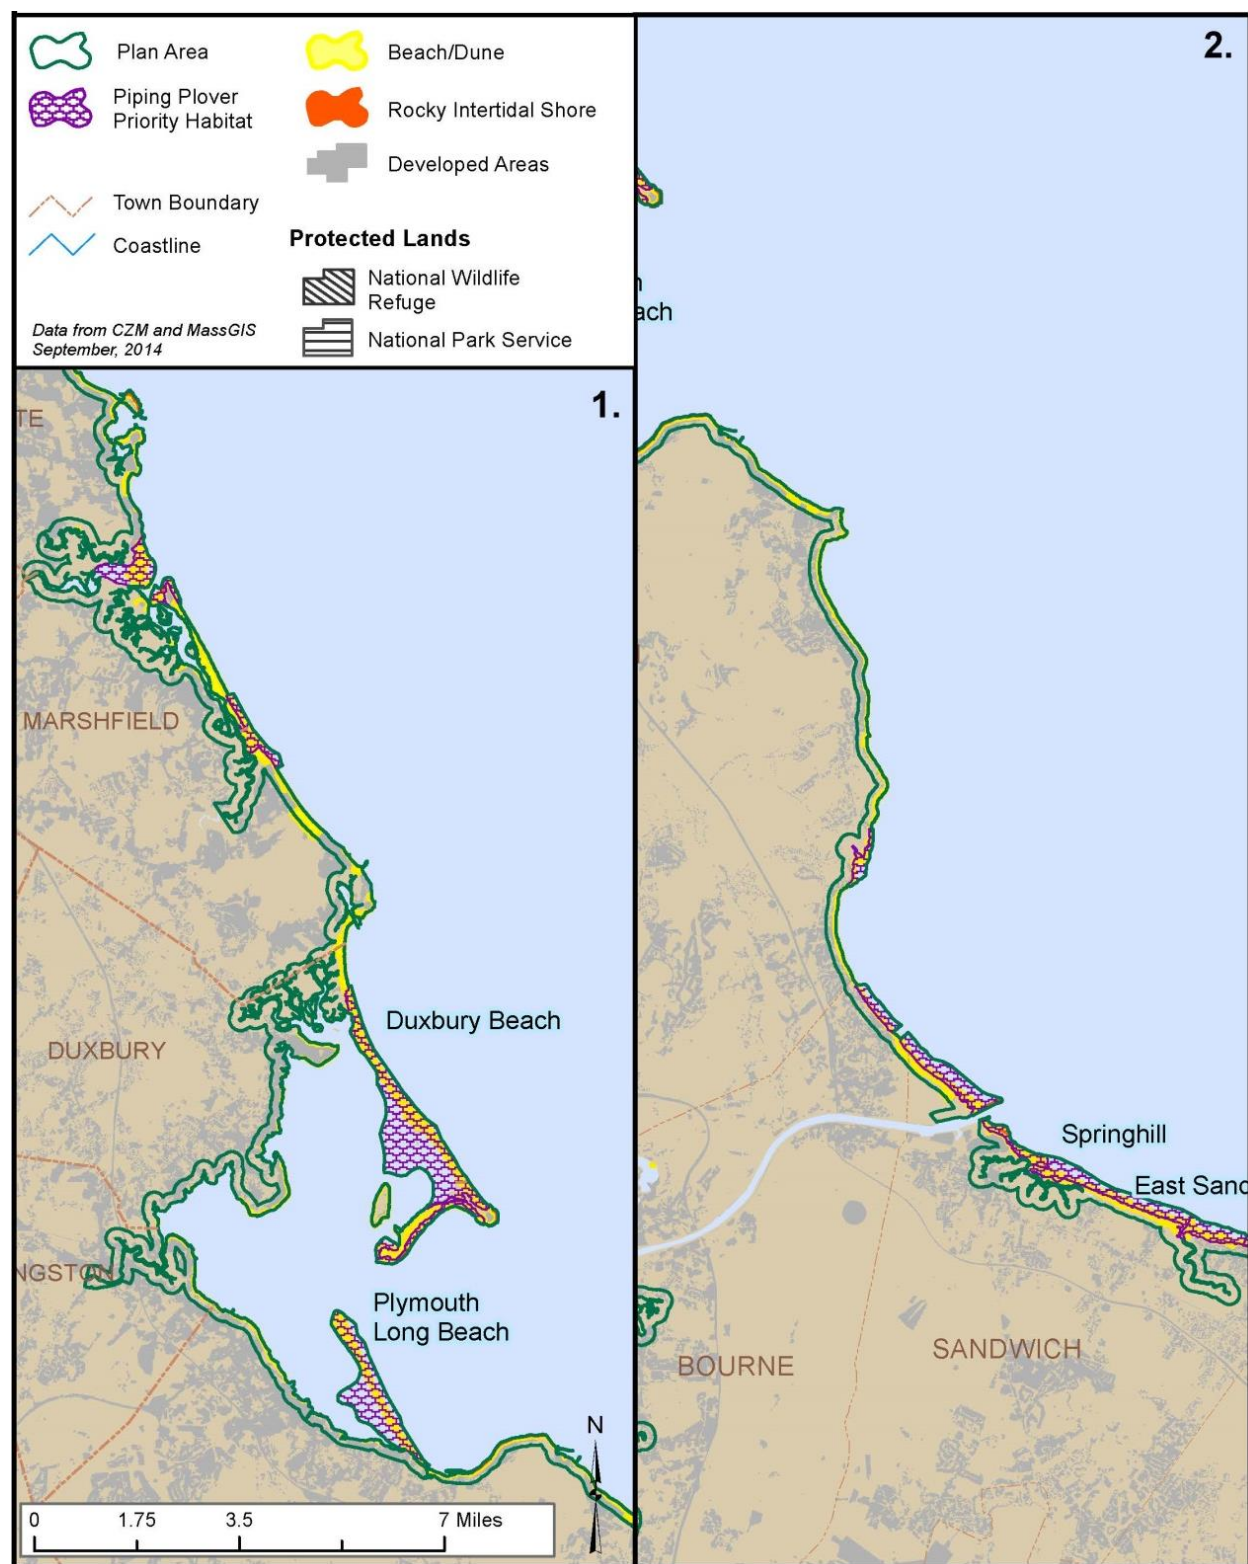 Plan Area
Piping Plover
Priority Habitat
Town Boundary
Coastline
Data from CZM and MassGIS
September, 2014
Beach/Dune
Rocky Intertidal Shore
Developed Areas
Protected Lands
National Wildlife
Refuge
National Park Service
1.
TE
MARSHFIELD
Duxbury Beach
DUXBURY
NGSTON
Plymouth
Long Beach
N
0 1.75 3.5 7 Miles
2.
ach
Springhill
East Sand
BOURNE
SANDWICH